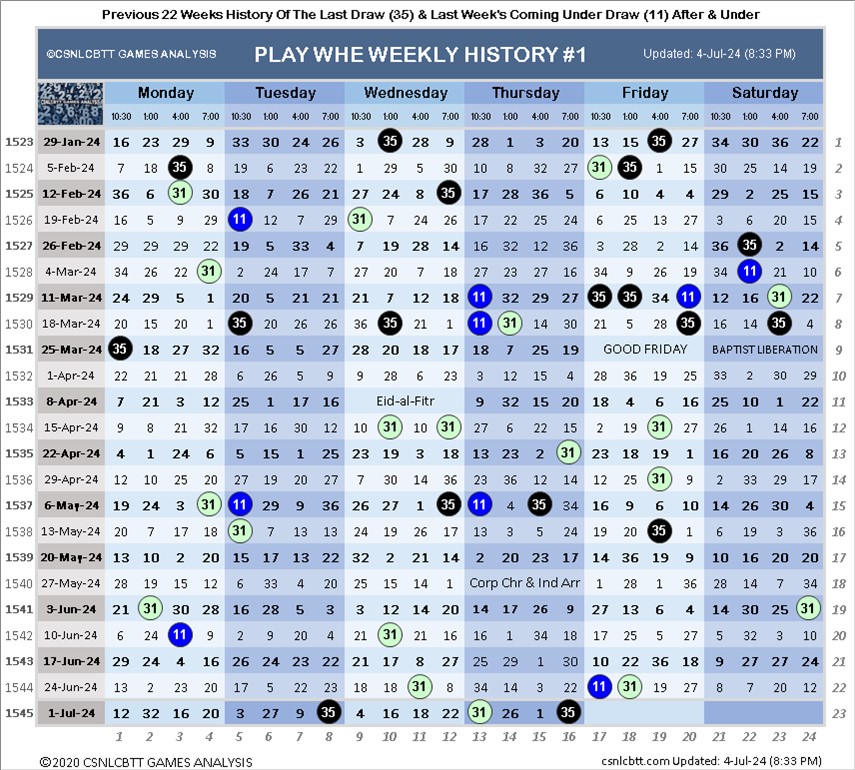 Previous 22 Weeks History Of The Last Draw (35) & Last Week's Coming Under Draw (11) After & Under
©CSNLCBTT GAMES ANALYSIS PLAY WHE WEEKLY HISTORY #1 Updated: 4-Jul-24 (8:33 PM)
Monday Tuesday Wednesday Thursday Friday Saturday
10:30 1:00 4:00 7:00 10:30 1:00 4:00 7:00 10:30 1:00 4:00 7:00 10:30 1:00 4:00 7:00 10:30 1:00 4:00 7:00 10:30 1:00 4:00 7:00
1523 29-Jan-24 16 23 29 9 33 30 24 26 3 35 28 9 28 1 3 20 13 15 35 27 34 30 36 22 1
1524 5-Feb-24 7 18 35 8 19 6 23 22 1 29 5 30 10 8 32 27 31 35 1 15 30 25 14 19 2
1525 12-Feb-24 36 6 31 30 18 7 26 21 27 24 8 35 17 28 36 5 6 10 4 4 29 2 25 15 3
1526 19-Feb-24 16 5 9 29 11 12 7 29 31 7 24 26 17 22 25 24 6 25 13 27 3 6 20 15 4
1527 26-Feb-24 29 29 29 22 19 5 33 4 7 19 28 14 16 32 12 36 3 28 2 14 36 35 2 14 5
1528 4-Mar-24 34 26 22 31 2 24 17 7 27 20 7 18 27 23 16 6 34 9 26 19 34 11 21 10 6
1529 11-Mar-24 24 29 5 1 20 5 21 21 21 7 12 18 11 32 29 27 35 35 34 11 12 16 31 22 7
1530 18-Mar-24 20 15 20 1 35 20 26 26 36 35 21 1 11 31 14 30 21 5 28 35 16 14 35 4 8
1531 25-Mar-24 35 18 27 32 16 5 5 27 28 20 18 17 18 7 25 19 GOOD FRIDAY BAPTIST LIBERATION 9
1532 1-Apr-24 22 21 21 28 6 26 5 9 9 28 6 23 3 12 15 4 28 36 19 25 33 2 30 29 10
1533 8-Apr-24 7 21 3 12 25 1 17 16 Eid-al-Fitr 9 32 15 20 18 4 6 16 25 10 1 22 11
1534 15-Apr-24 9 8 21 32 17 16 30 12 10 31 10 31 27 6 22 15 2 19 31 27 26 1 14 16 12
1535 22-Apr-24 4 1 24 6 5 15 1 25 23 19 3 18 13 23 2 31 23 18 19 1 16 20 26 8 13
1536 29-Apr-24 12 10 25 20 27 19 20 27 7 30 14 36 23 36 12 14 28 19 31 9 2 33 29 17 14
1537 6-May-24 19 24 3 31 11 29 9 36 26 27 1 35 11 4 35 34 16 9 6 10 14 26 30 4 15
1538 13-May-24 20 7 17 18 31 7 13 13 24 19 26 17 13 3 5 24 30 19 35 1 6 19 3 36 16
1539 20-May-24 13 10 2 20 15 17 13 22 32 2 21 14 2 20 23 17 14 36 19 9 10 16 20 20 17
1540 27-May-24 28 19 15 12 6 33 4 20 25 15 14 1 Corp Chr & Ind Arr 1 28 1 36 28 14 7 34 18
1541 3-Jun-24 21 31 30 28 16 28 5 3 3 12 14 20 14 17 26 9 27 13 6 4 14 30 25 31 19
1542 10-Jun-24 6 24 11 9 2 9 20 4 21 31 21 16 16 1 34 18 17 25 5 27 5 32 3 10 20
1543 17-Jun-24 29 24 4 16 26 24 23 22 21 17 8 27 25 29 1 30 10 22 36 18 9 27 27 24 21
1544 24-Jun-24 13 2 23 20 17 5 22 23 18 18 31 8 34 14 3 22 11 31 19 27 8 7 20 12 22
1545 1-Jul-24 12 32 16 20 3 27 9 35 4 16 18 22 31 26 1 35 23
1 2 3 4 5 6 7 8 9 10 11 12 13 14 15 16 17 18 19 20 21 22 23 24
©2020 CSNLCBTT GAMES ANALYSIS csnlcbtt.com Updated: 4-Jul-24 (8:33 PM)